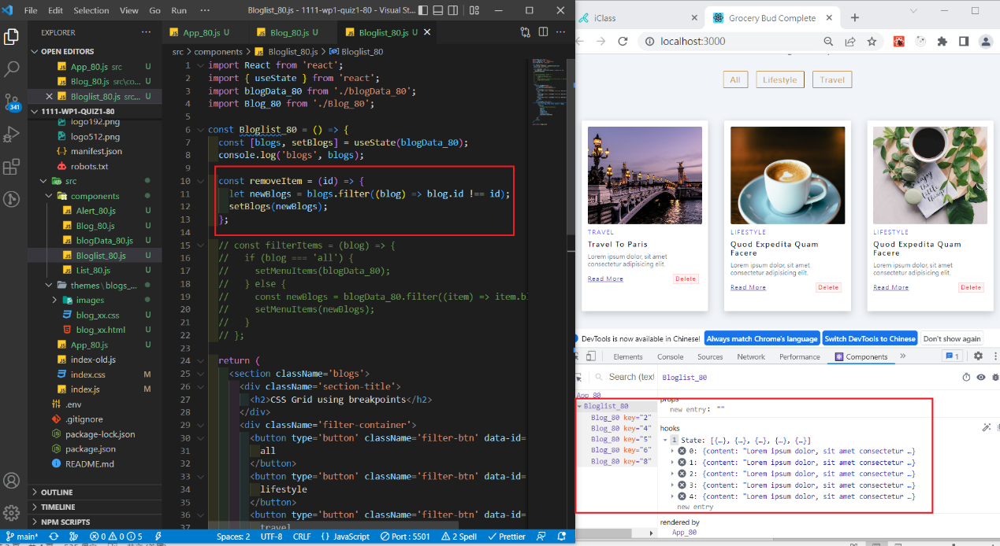 File Edit Selection View Go Run ··· Bloglist_80.js - 1111-wp1-quiz1-80 - Visual St...
EXPLORER ···
OPEN EDITORS
App_80.js src U
Blog_80.js src\co... U
Bloglist_80.js src... U
341
1111-WP1-QUIZ1-80
logo192.png
logo512.png
manifest.json
robots.txt
src
components
Alert_80.js U
Blog_80.js U
blogData_80.js U
Bloglist_80.js U
List_80.js U
themes\blogs_...
images
blog_xx.css U
blog_xx.html U
App_80.js U
index-old.js
index.css M
index.js M
.env
.gitignore
package-lock.json
package.json
README.md
OUTLINE
TIMELINE
NPM SCRIPTS
App_80.js U Blog_80.js U Bloglist_80.js U
src > components > Bloglist_80.js > Bloglist_80
1 import React from 'react';
2 import { useState } from 'react';
3 import blogData_80 from './blogData_80';
4 import Blog_80 from './Blog_80';
5
6 const Bloglist_80 = () => {
7 const [blogs, setBlogs] = useState(blogData_80);
8 console.log('blogs', blogs);
9
10 const removeItem = (id) => {
11 let newBlogs = blogs.filter((blog) => blog.id !== id);
12 setBlogs(newBlogs);
13 };
14
15 // const filterItems = (blog) => {
16 // if (blog === 'all') {
17 // setMenuItems(blogData_80);
18 // } else {
19 // const newBlogs = blogData_80.filter((item) => item.b
20 // setMenuItems(newBlogs);
21 // }
22 // };
23
24 return (
25 <section className='blogs'>
26 <div className='section-title'>
27 <h2>CSS Grid using breakpoints</h2>
28 </div>
29 <div className='filter-container'>
30 <button type='button' className='filter-btn' data-id=
31 all
32 </button>
33 <button type='button' className='filter-btn' data-id=
34 lifestyle
35 </button>
36 <button type='button' className='filter-btn' data-id=
37 travel
main* 0 0 5 Spaces: 2 UTF-8 CRLF {} JavaScript Port : 5501 2 Spell Prettier
iClass Grocery Bud Complete
localhost:3000
All Lifestyle Travel
TRAVEL
Travel To Paris
Lorem ipsum dolor, sit amet
consectetur adipisicing elit.
Read More Delete
LIFESTYLE
Quod Expedita Quam
Facere
Lorem ipsum dolor, sit amet
consectetur adipisicing elit.
Read More Delete
enjoy
the
little
things
LIFESTYLE
Quod Expedita Quam
Facere
Lorem ipsum dolor, sit amet
consectetur adipisicing elit.
Read More Delete
DevTools is now available in Chinese! Always match Chrome's language Switch DevTools to Chinese Don't show again
Elements Console Sources Network Performance Components » 1
Search (text Bloglist_80
App_80
Bloglist_80
Blog_80 key="2"
Blog_80 key="4"
Blog_80 key="5"
Blog_80 key="6"
Blog_80 key="8"
props
new entry: ""
hooks
1 State: [{…}, {…}, {…}, {…}, {…}]
0: {content: "Lorem ipsum dolor, sit amet consectetur …}
1: {content: "Lorem ipsum dolor, sit amet consectetur …}
2: {content: "Lorem ipsum dolor, sit amet consectetur …}
3: {content: "Lorem ipsum dolor, sit amet consectetur …}
4: {content: "Lorem ipsum dolor, sit amet consectetur …}
new entry
rendered by
App_80